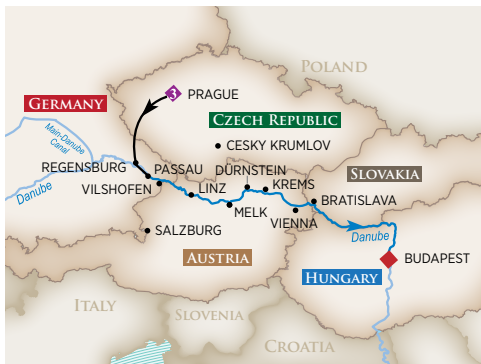 POLAND
3
PRAGUE
GERMANY
Main-Danube
Canal
CZECH REPUBLIC
CESKY KRUMLOV
REGENSBURG
PASSAU
DÜRNSTEIN
SLOVAKIA
VILSHOFEN
LINZ
KREMS
Danube
MELK
BRATISLAVA
VIENNA
SALZBURG
Danube
AUSTRIA
BUDAPEST
HUNGARY
ITALY
SLOVENIA
CROATIA